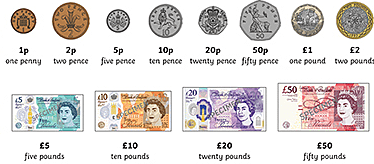 1p 2p 5p 10p 20p 50p £1 £2
one penny two pence five pence ten pence twenty pence fifty pence one pound two pounds
£5 £10 £20 £50
five pounds ten pounds twenty pounds fifty pounds